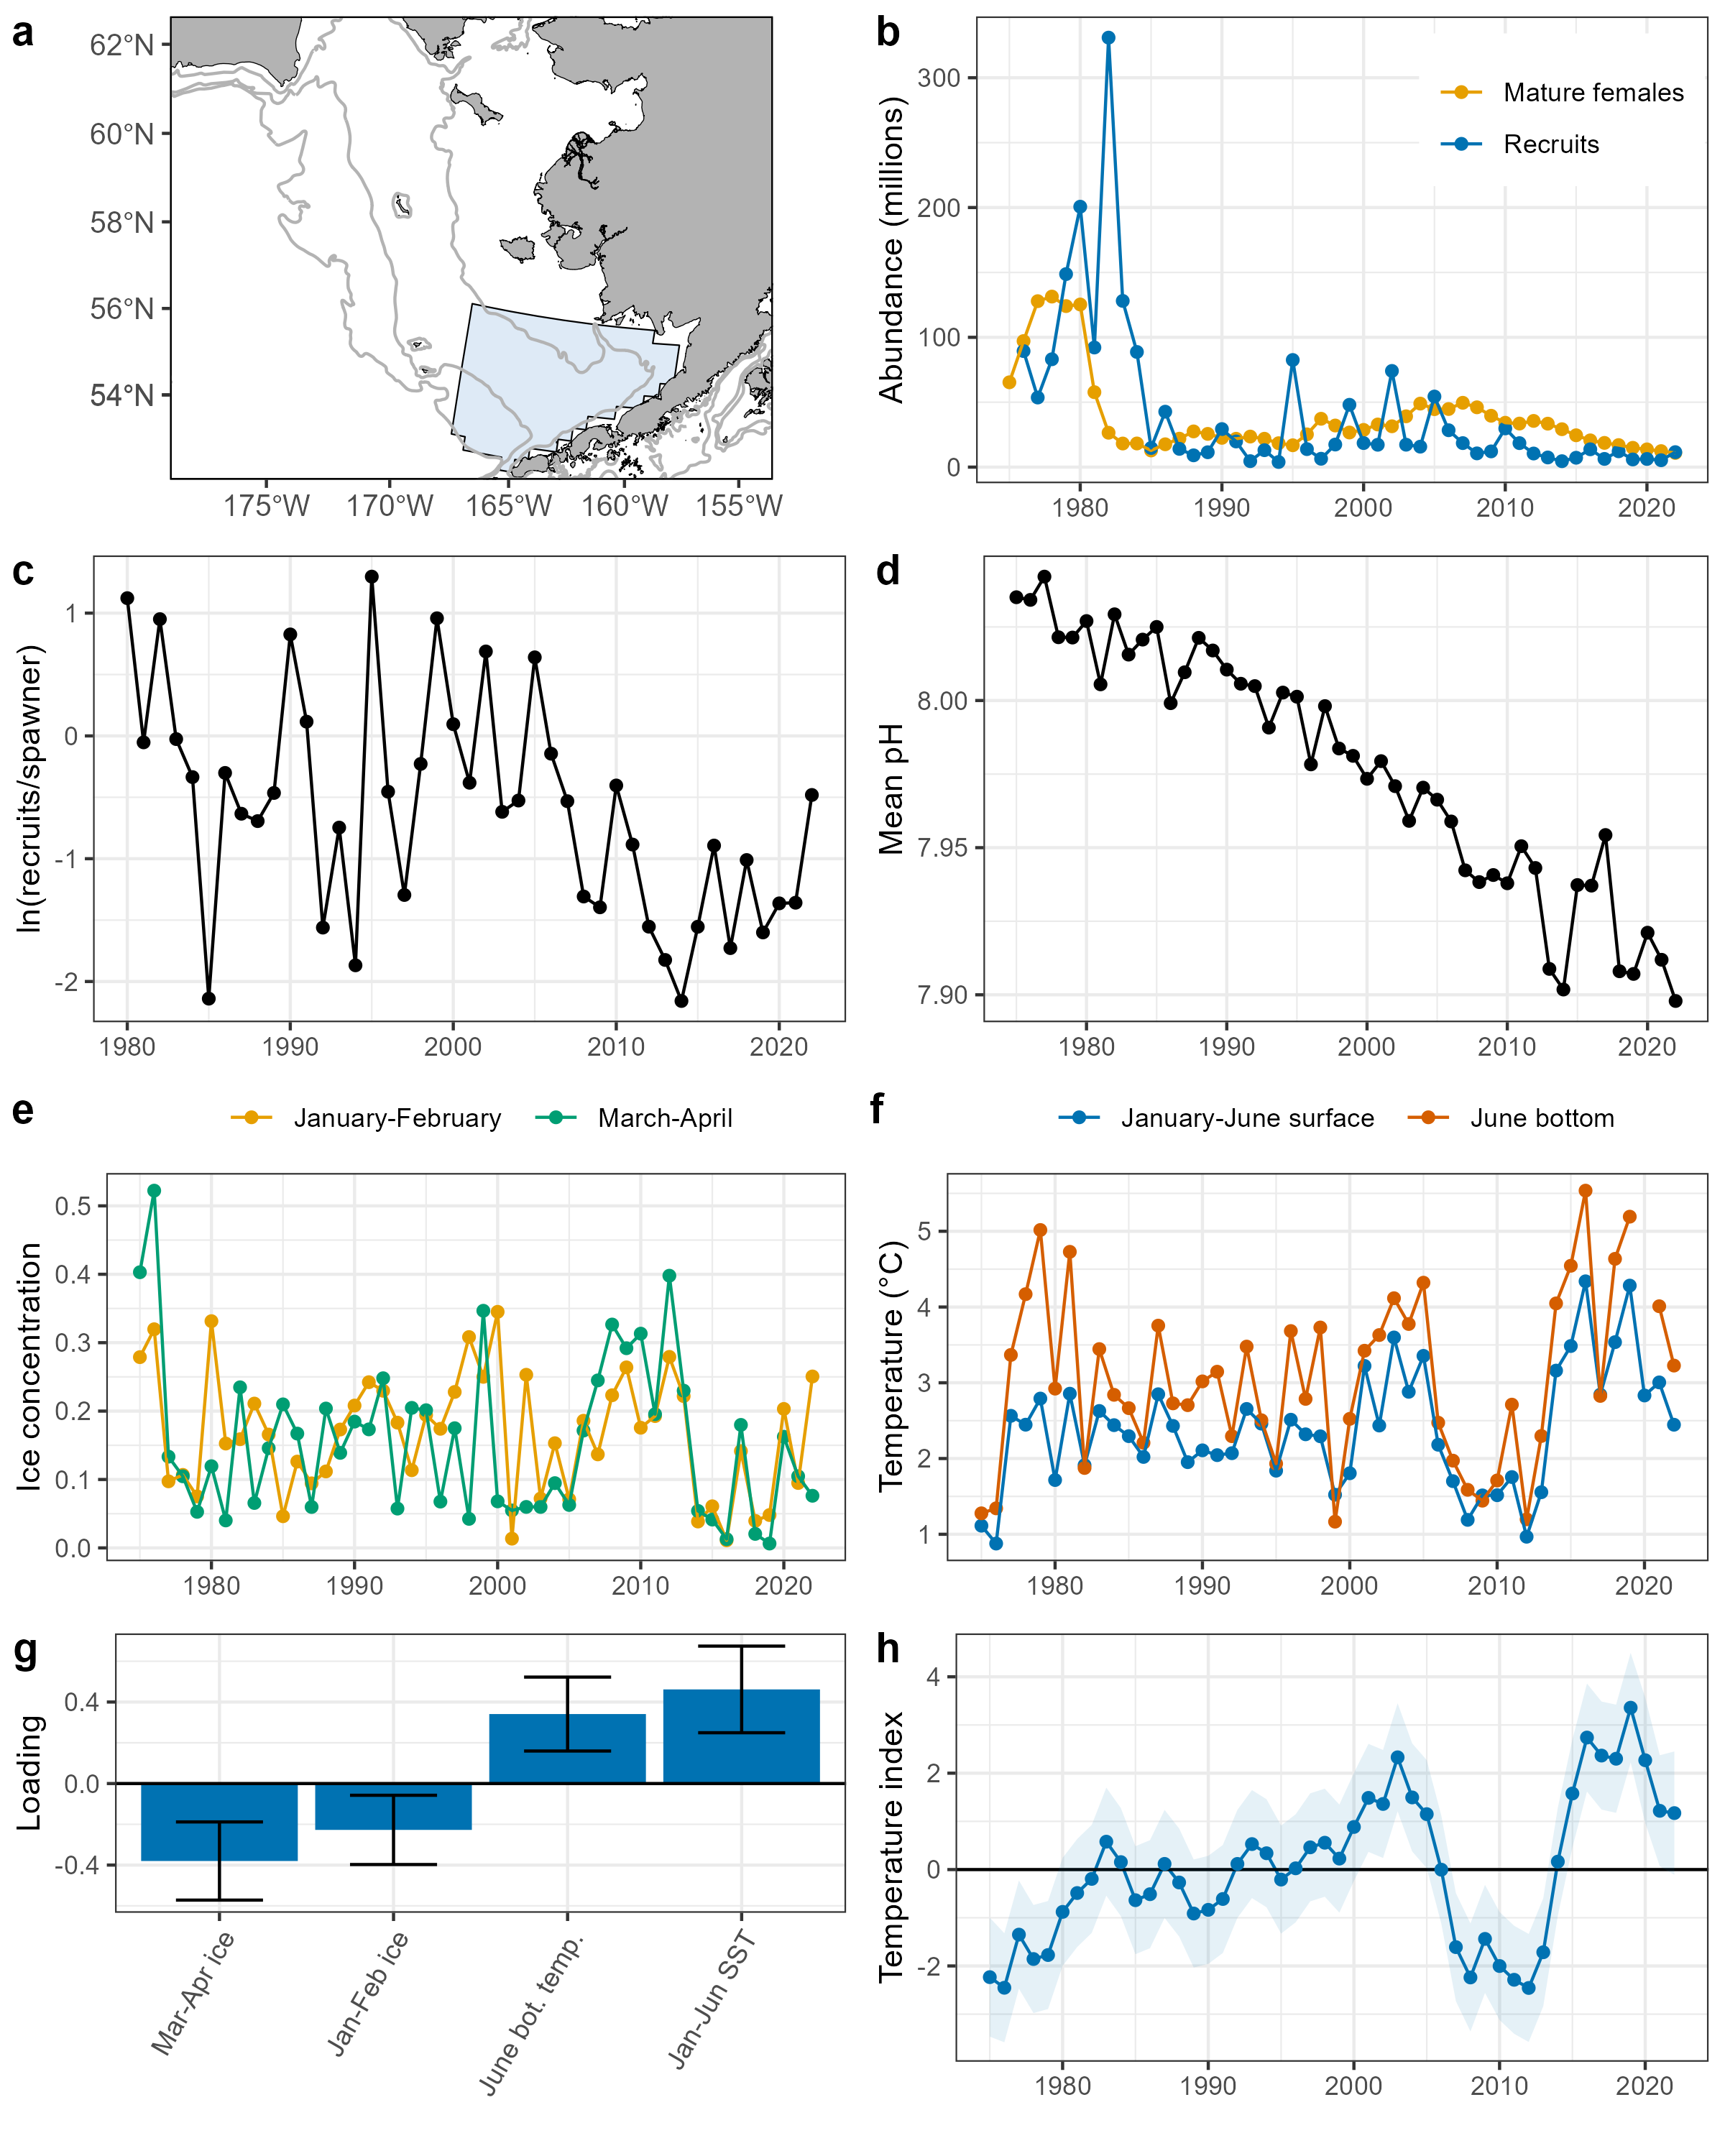 a
62°N
60°N
58°N
56°N
54°N
175°W
170°W
165°W
160°W
155°W
b
Abundance (millions)
300
200
100
0
Mature females
Recruits
1980
1990
2000
2010
2020
c
ln(recruits/spawner)
1
0
-1
-2
1980
1990
2000
2010
2020
d
Mean pH
8.00
7.95
7.90
1980
1990
2000
2010
2020
e
January-February
March-April
Ice concentration
0.5
0.4
0.3
0.2
0.1
0.0
1980
1990
2000
2010
2020
f
January-June surface
June bottom
Temperature (°C)
5
4
3
2
1
1980
1990
2000
2010
2020
g
Loading
0.4
0.0
-0.4
Mar-Apr ice
Jan-Feb ice
June bot. temp.
Jan-Jun SST
h
Temperature index
4
2
0
-2
1980
1990
2000
2010
2020